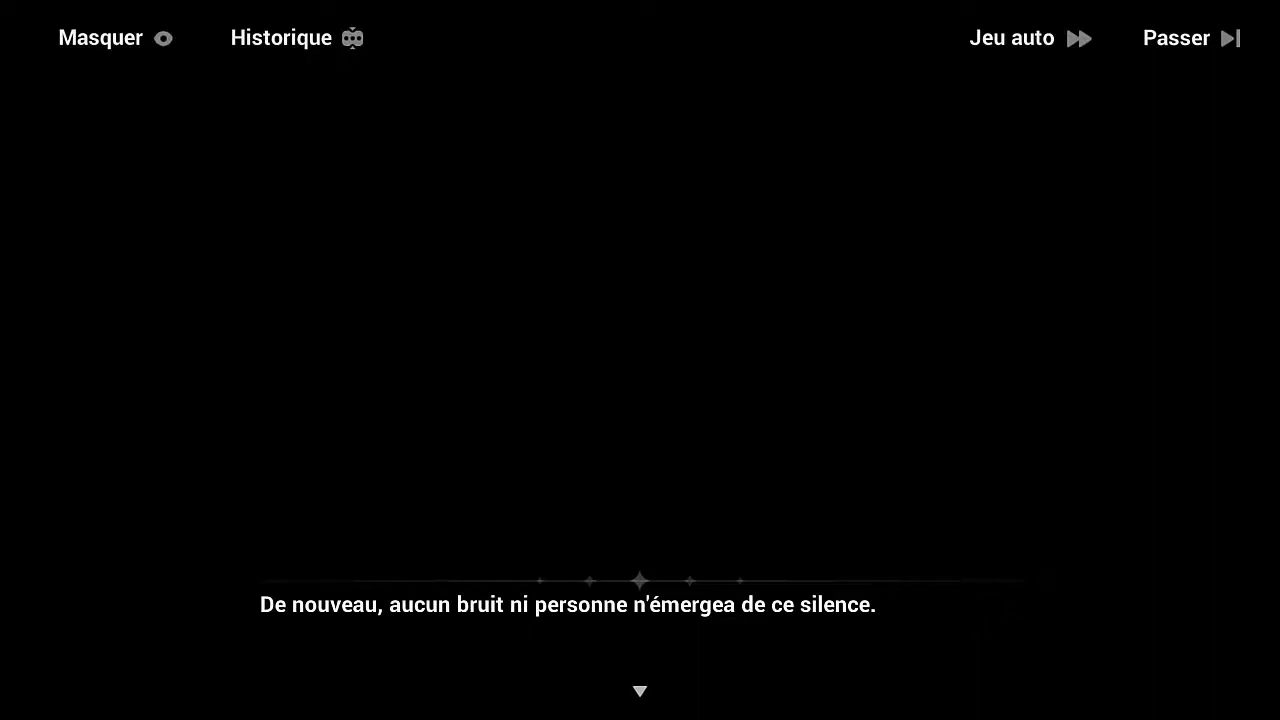 Masquer
Historique
Jeu auto
Passer
De nouveau, aucun bruit ni personne n'émergea de ce silence.